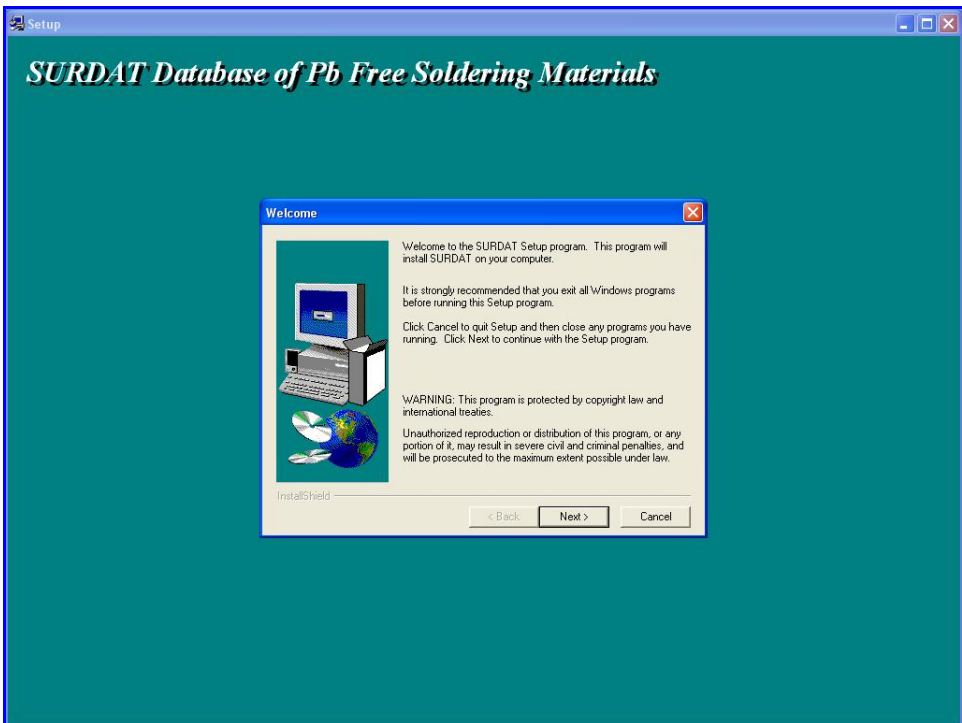 Setup
SURDAT Database of Pb Free Soldering Materials
Welcome
Welcome to the SURDAT Setup program. This program will
install SURDAT on your computer.
It is strongly recommended that you exit all Windows programs
before running this Setup program.
Click Cancel to quit Setup and then close any programs you have
running. Click Next to continue with the Setup program.
WARNING: This program is protected by copyright law and
international treaties.
Unauthorized reproduction or distribution of this program, or any
portion of it, may result in severe civil and criminal penalties, and
will be prosecuted to the maximum extent possible under law.
InstallShield
< Back Next > Cancel